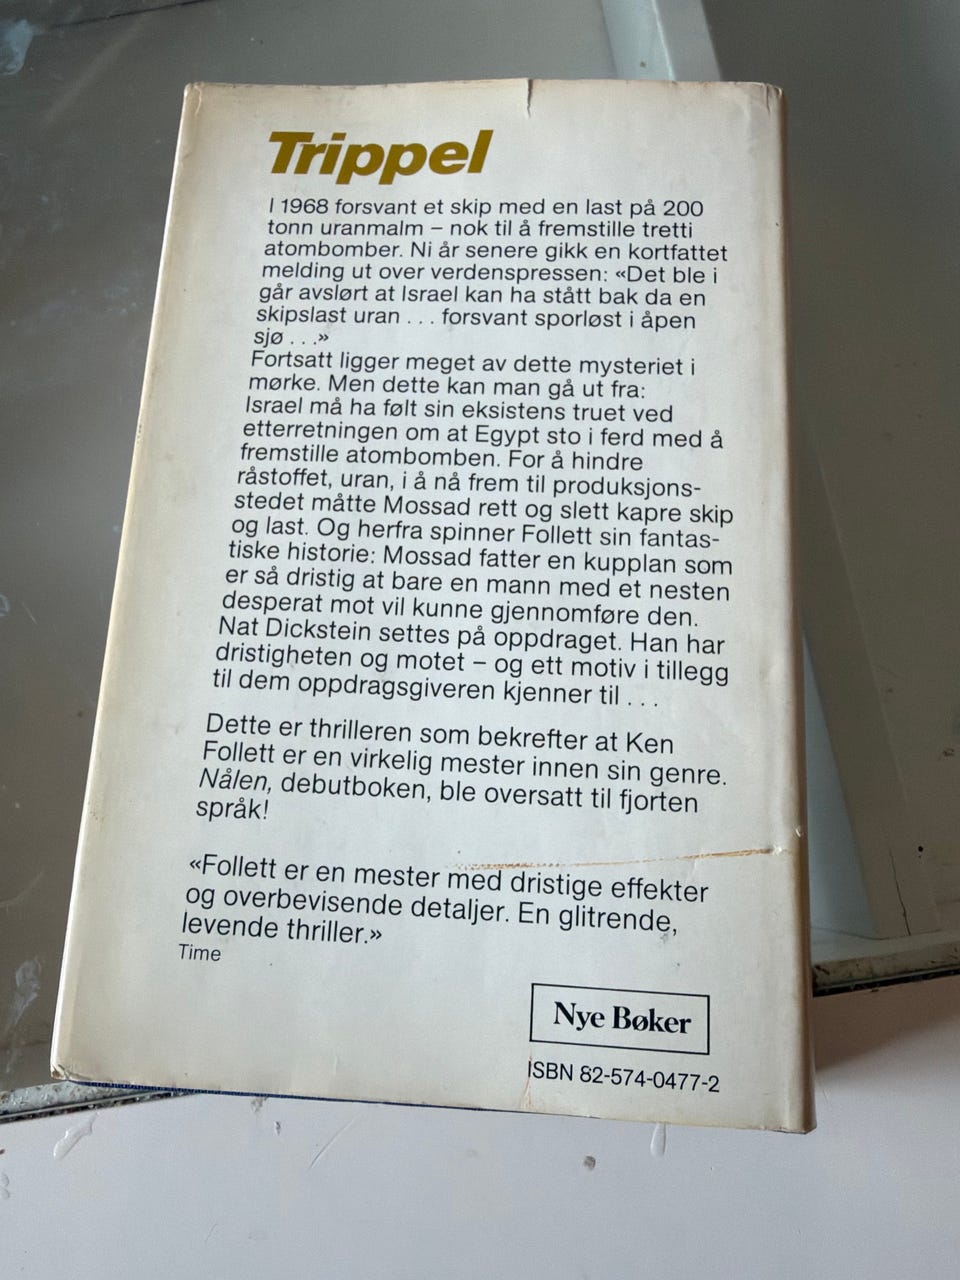 Trippel
I 1968 forsvant et skip med en last på 200
tonn uranmalm – nok til å fremstille tretti
atombomber. Ni år senere gikk en kortfattet
melding ut over verdenspressen: «Det ble i
går avslørt at Israel kan ha stått bak da en
skipslast uran . . . forsvant sporløst i åpen
sjø . . .»
Fortsatt ligger meget av dette mysteriet i
mørke. Men dette kan man gå ut fra:
Israel må ha følt sin eksistens truet ved
etterretningen om at Egypt sto i ferd med å
fremstille atombomben. For å hindre
råstoffet, uran, i å nå frem til produksjons-
stedet måtte Mossad rett og slett kapre skip
og last. Og herfra spinner Follett sin fantas-
tiske historie: Mossad fatter en kupplan som
er så dristig at bare en mann med et nesten
desperat mot vil kunne gjennomføre den.
Nat Dickstein settes på oppdraget. Han har
dristigheten og motet – og ett motiv i tillegg
til dem oppdragsgiveren kjenner til . . .
Dette er thrilleren som bekrefter at Ken
Follett er en virkelig mester innen sin genre.
Nålen, debutboken, ble oversatt til fjorten
språk!
«Follett er en mester med dristige effekter
og overbevisende detaljer. En glitrende,
levende thriller.»
Time
Nye Bøker
ISBN 82-574-0477-2